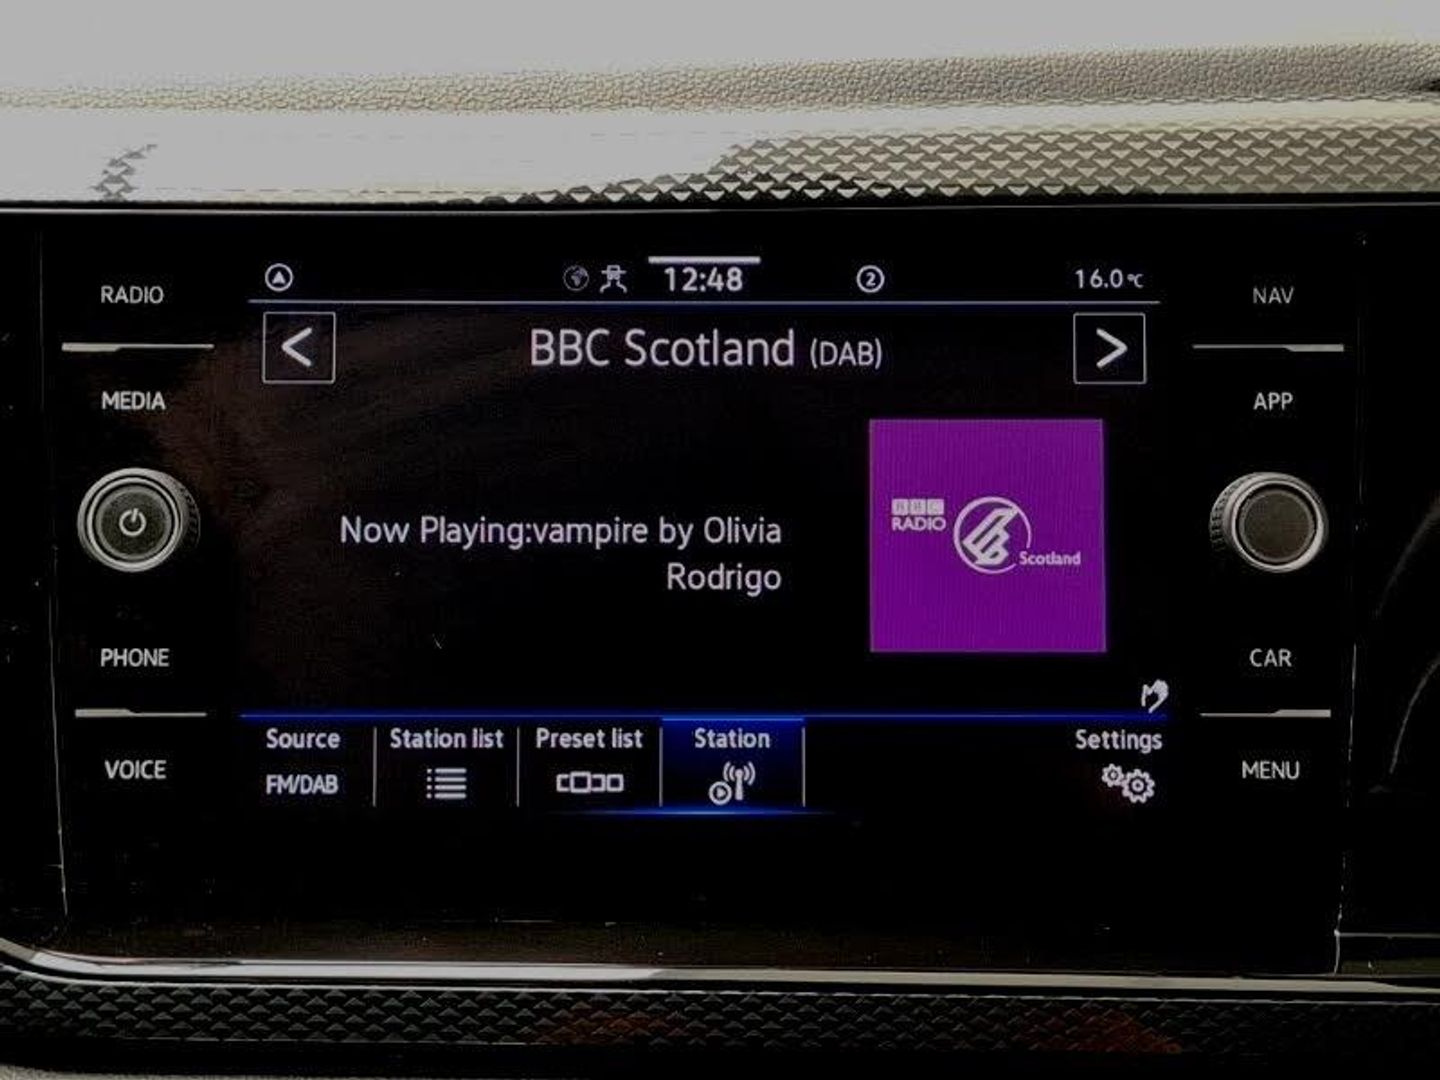 RADIO
MEDIA
PHONE
VOICE
12:48
2
16.0°C
< BBC Scotland (DAB) >
Now Playing:vampire by Olivia
Rodrigo
BBC
RADIO
Scotland
Source
FM/DAB
Station list
Preset list
Station
Settings
NAV
APP
CAR
MENU